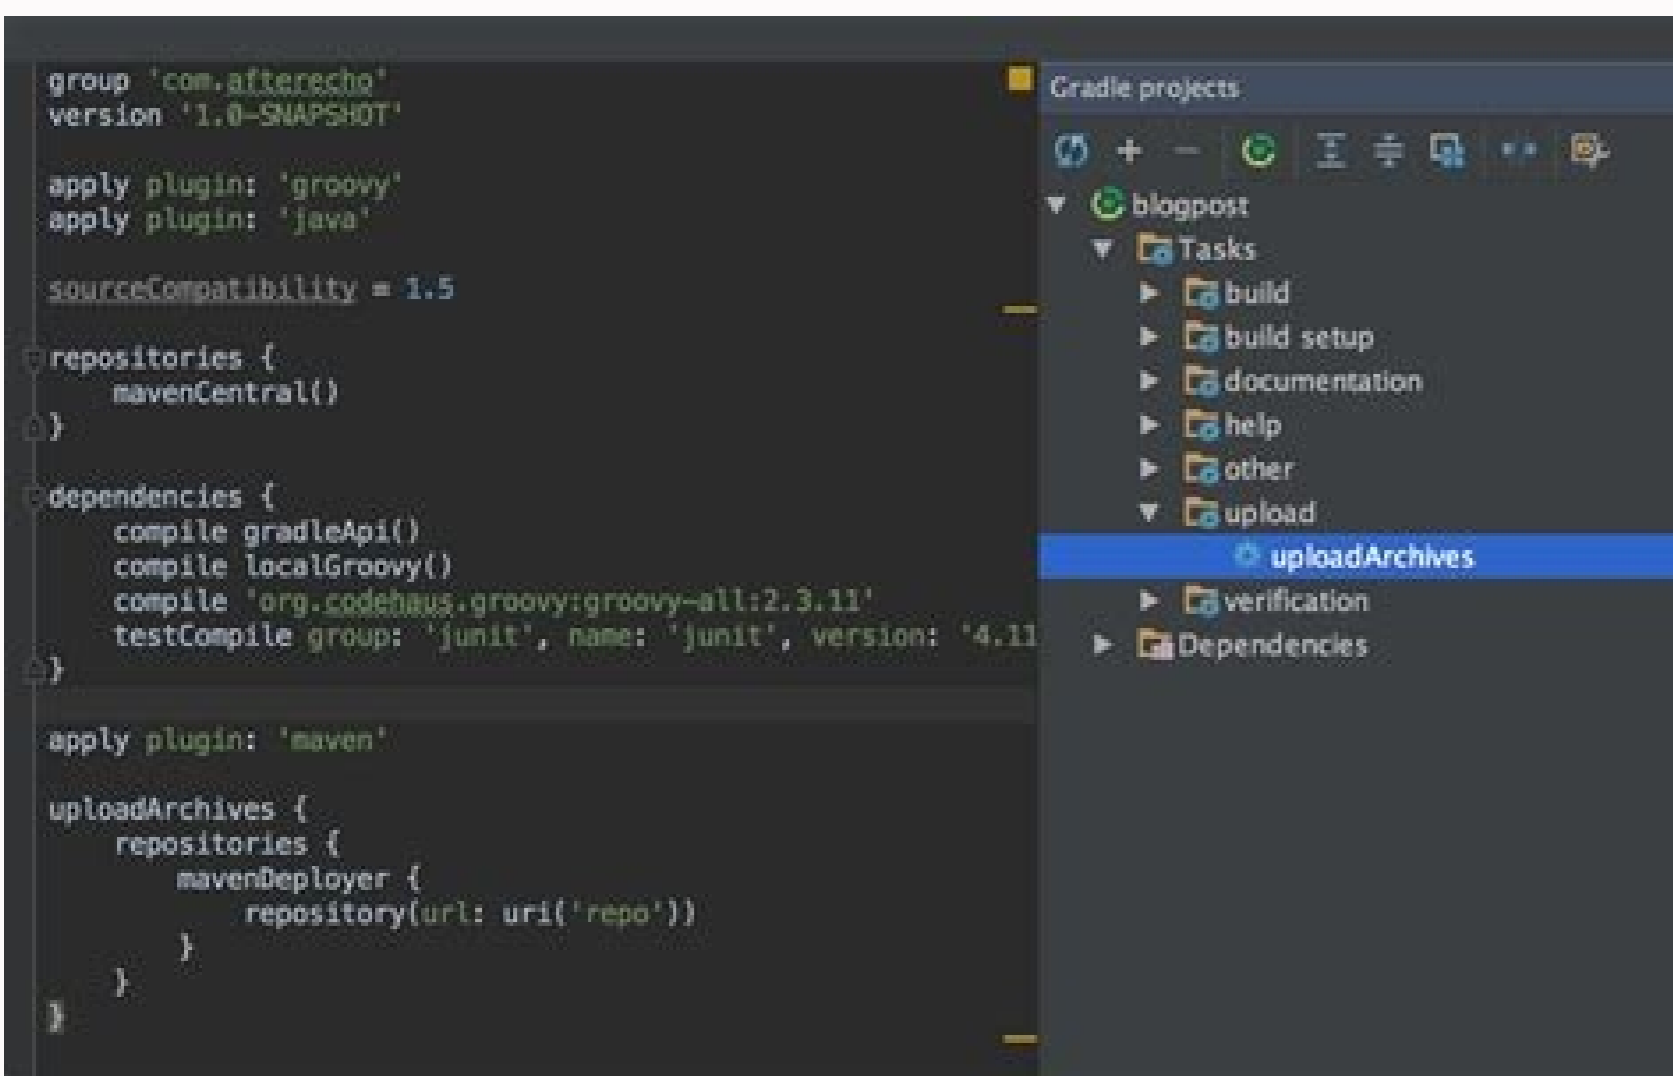 group 'com.afterecho'
version '1.0-SNAPSHOT'
apply plugin: 'groovy'
apply plugin: 'java'
sourceCompatibility = 1.5
repositories {
    mavenCentral()
}
dependencies {
    compile gradleApi()
    compile localGroovy()
    compile 'org.codehaus.groovy:groovy-all:2.3.11'
    testCompile group: 'junit', name: 'junit', version: '4.11
}
apply plugin: 'maven'
uploadArchives {
    repositories {
        mavenDeployer {
            repository(url: uri('repo'))
        }
    }
}
Gradle projects
blogpost
Tasks
build
build setup
documentation
help
other
upload
uploadArchives
verification
Dependencies